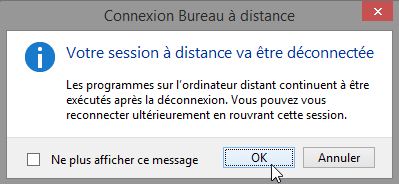 Connexion Bureau à distance
Votre session à distance va être déconnectée
Les programmes sur l'ordinateur distant continuent à être
exécutés après la déconnexion. Vous pouvez vous
reconnecter ultérieurement en rouvrant cette session.
Ne plus afficher ce message
OK
Annuler